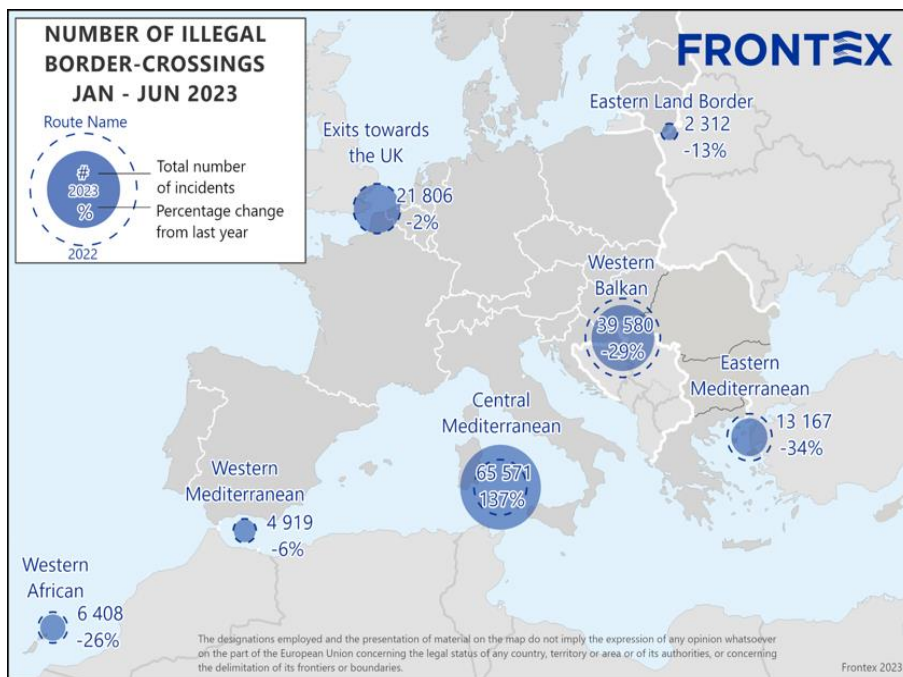 NUMBER OF ILLEGAL
BORDER-CROSSINGS
JAN - JUN 2023
Route Name
#
2023
%
Total number
of incidents
Percentage change
from last year
2022
FRONTEX
Eastern Land Border
2 312
-13%
Exits towards
the UK
21 806
-2%
Western
Balkan
39 580
-29%
Eastern
Mediterranean
13 167
-34%
Central
Mediterranean
65 571
137%
Western
Mediterranean
4 919
-6%
Western
African
6 408
-26%
The designations employed and the presentation of material on the map do not imply the expression of any opinion whatsoever
on the part of the European Union concerning the legal status of any country, territory or area or of its authorities, or concerning
the delimitation of its frontiers or boundaries.
Frontex 2023